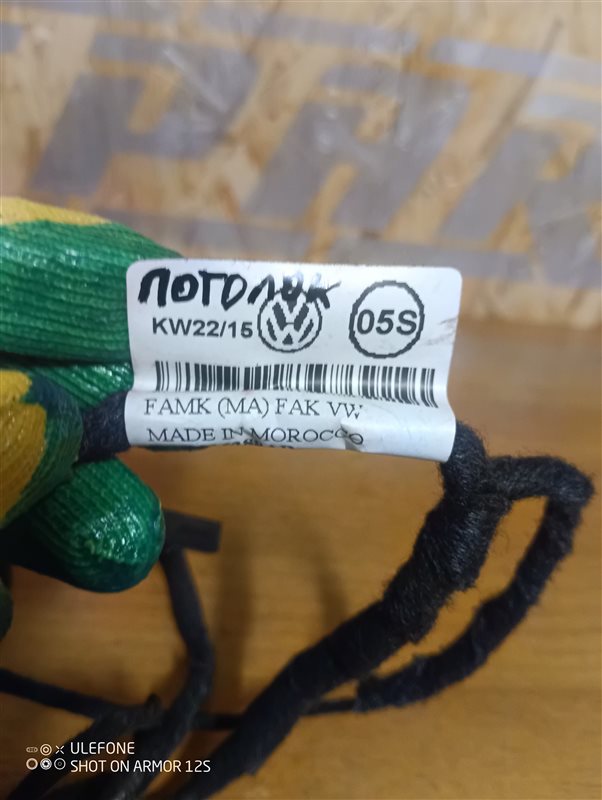 ПОТОЛОК
KW22/15
05S
FAMK (MA) FAK VW
MADE IN MOROCCO
ULEFONE
SHOT ON ARMOR 12S